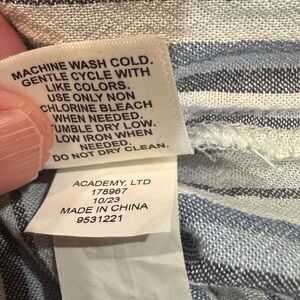 MACHINE WASH COLD.
GENTLE CYCLE WITH
LIKE COLORS.
USE ONLY NON
CHLORINE BLEACH
WHEN NEEDED.
TUMBLE DRY LOW.
LOW IRON WHEN
NEEDED.
DO NOT DRY CLEAN.
ACADEMY, LTD
178967
10/23
MADE IN CHINA
9531221